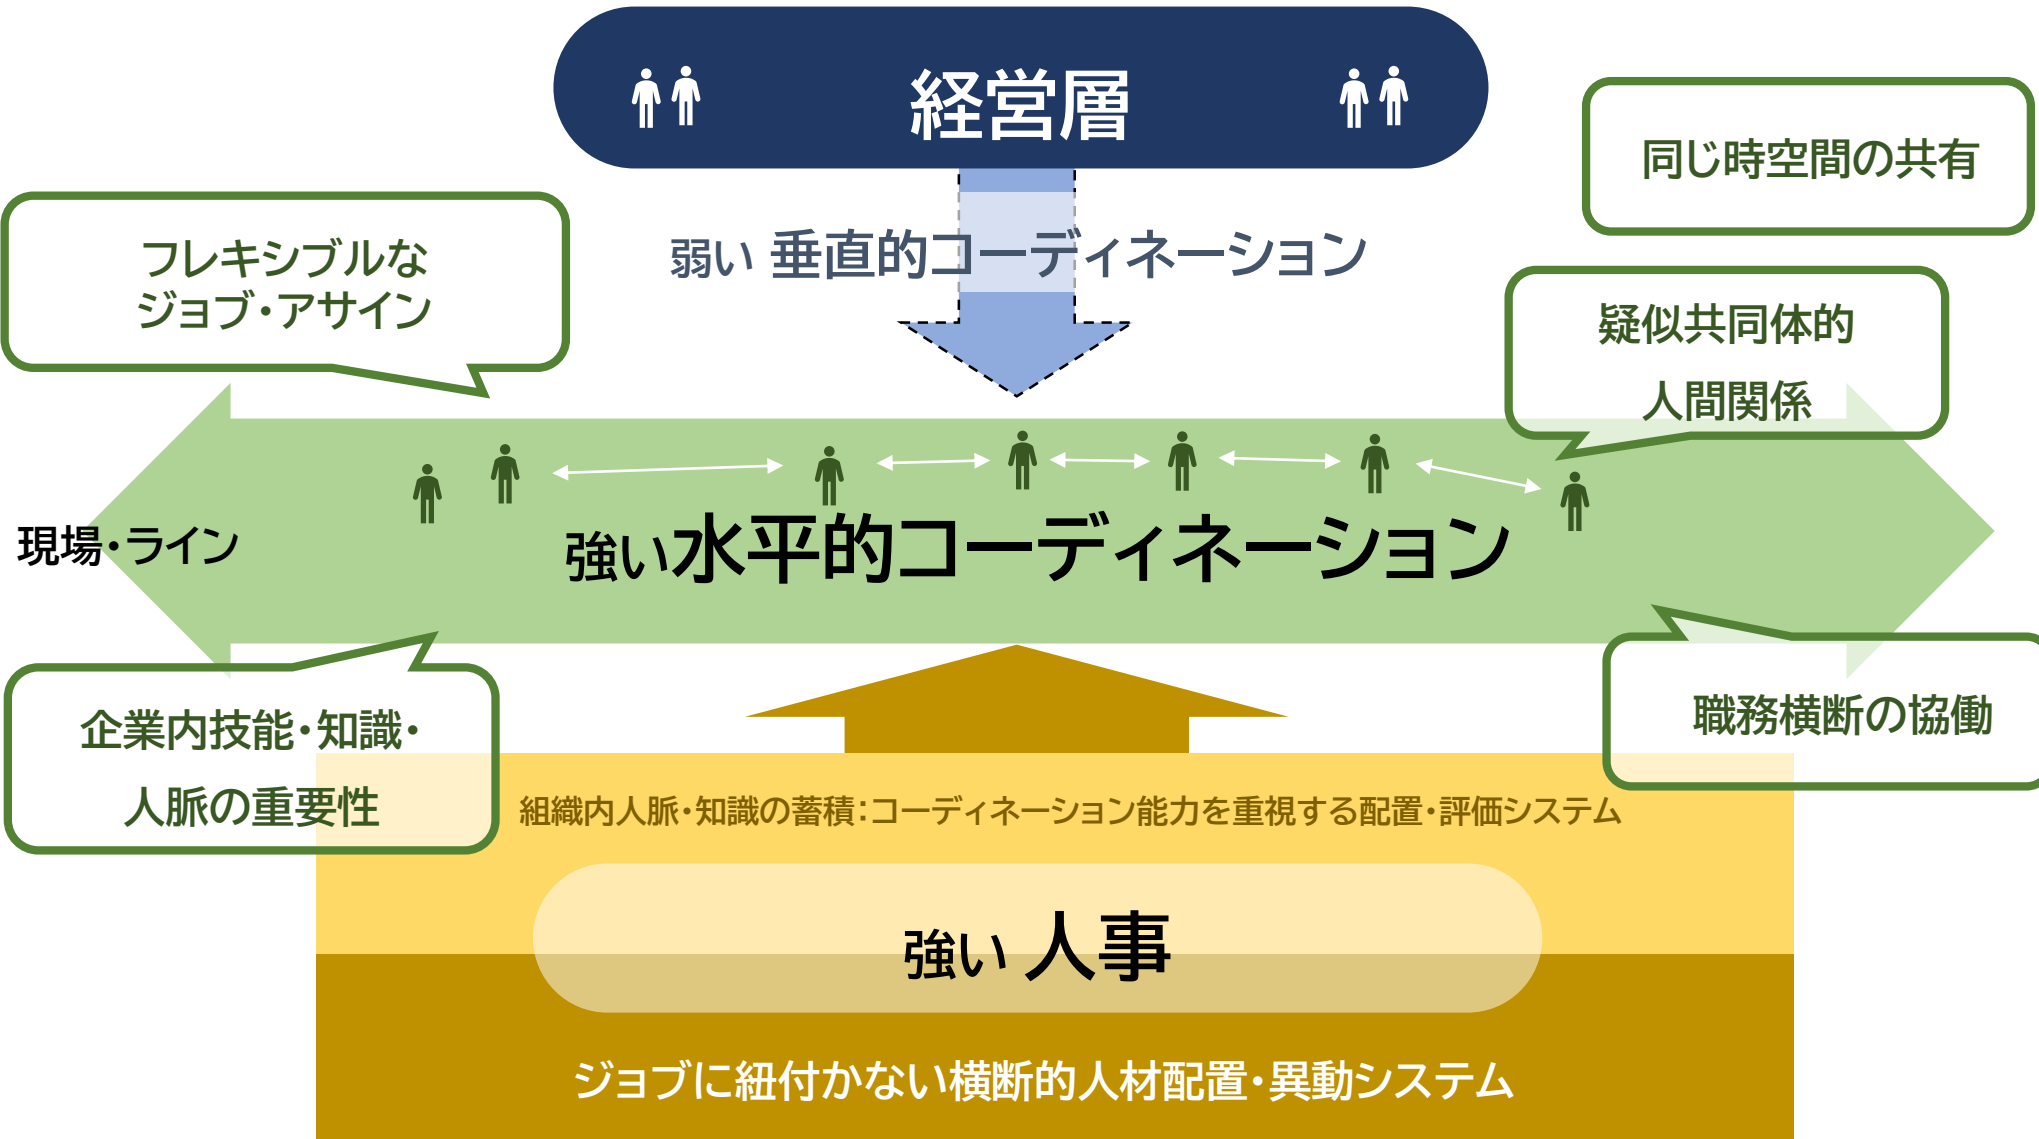 経営層
同じ時空間の共有
フレキシブルな
ジョブ・アサイン
弱い 垂直的コーディネーション
疑似共同体的
人間関係
現場・ライン
強い水平的コーディネーション
企業内技能・知識・
人脈の重要性
職務横断の協働
組織内人脈・知識の蓄積：コーディネーション能力を重視する配置・評価システム
強い 人事
ジョブに紐付かない横断的人材配置・異動システム